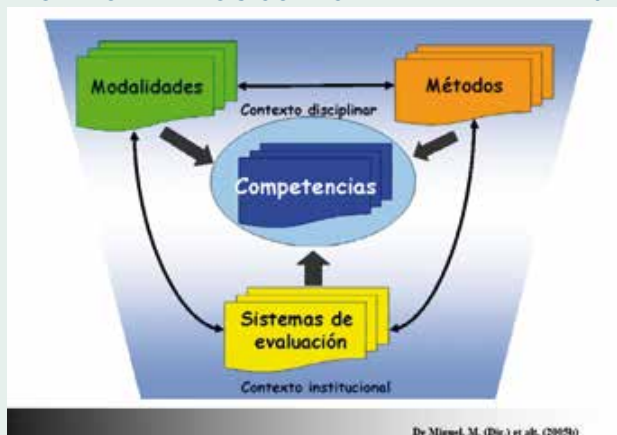 Modalidades
Métodos
Contexto disciplinar
Competencias
Sistemas de
evaluación
Contexto institucional
De Miguel, M. (Dir.) et alt. (2005b)